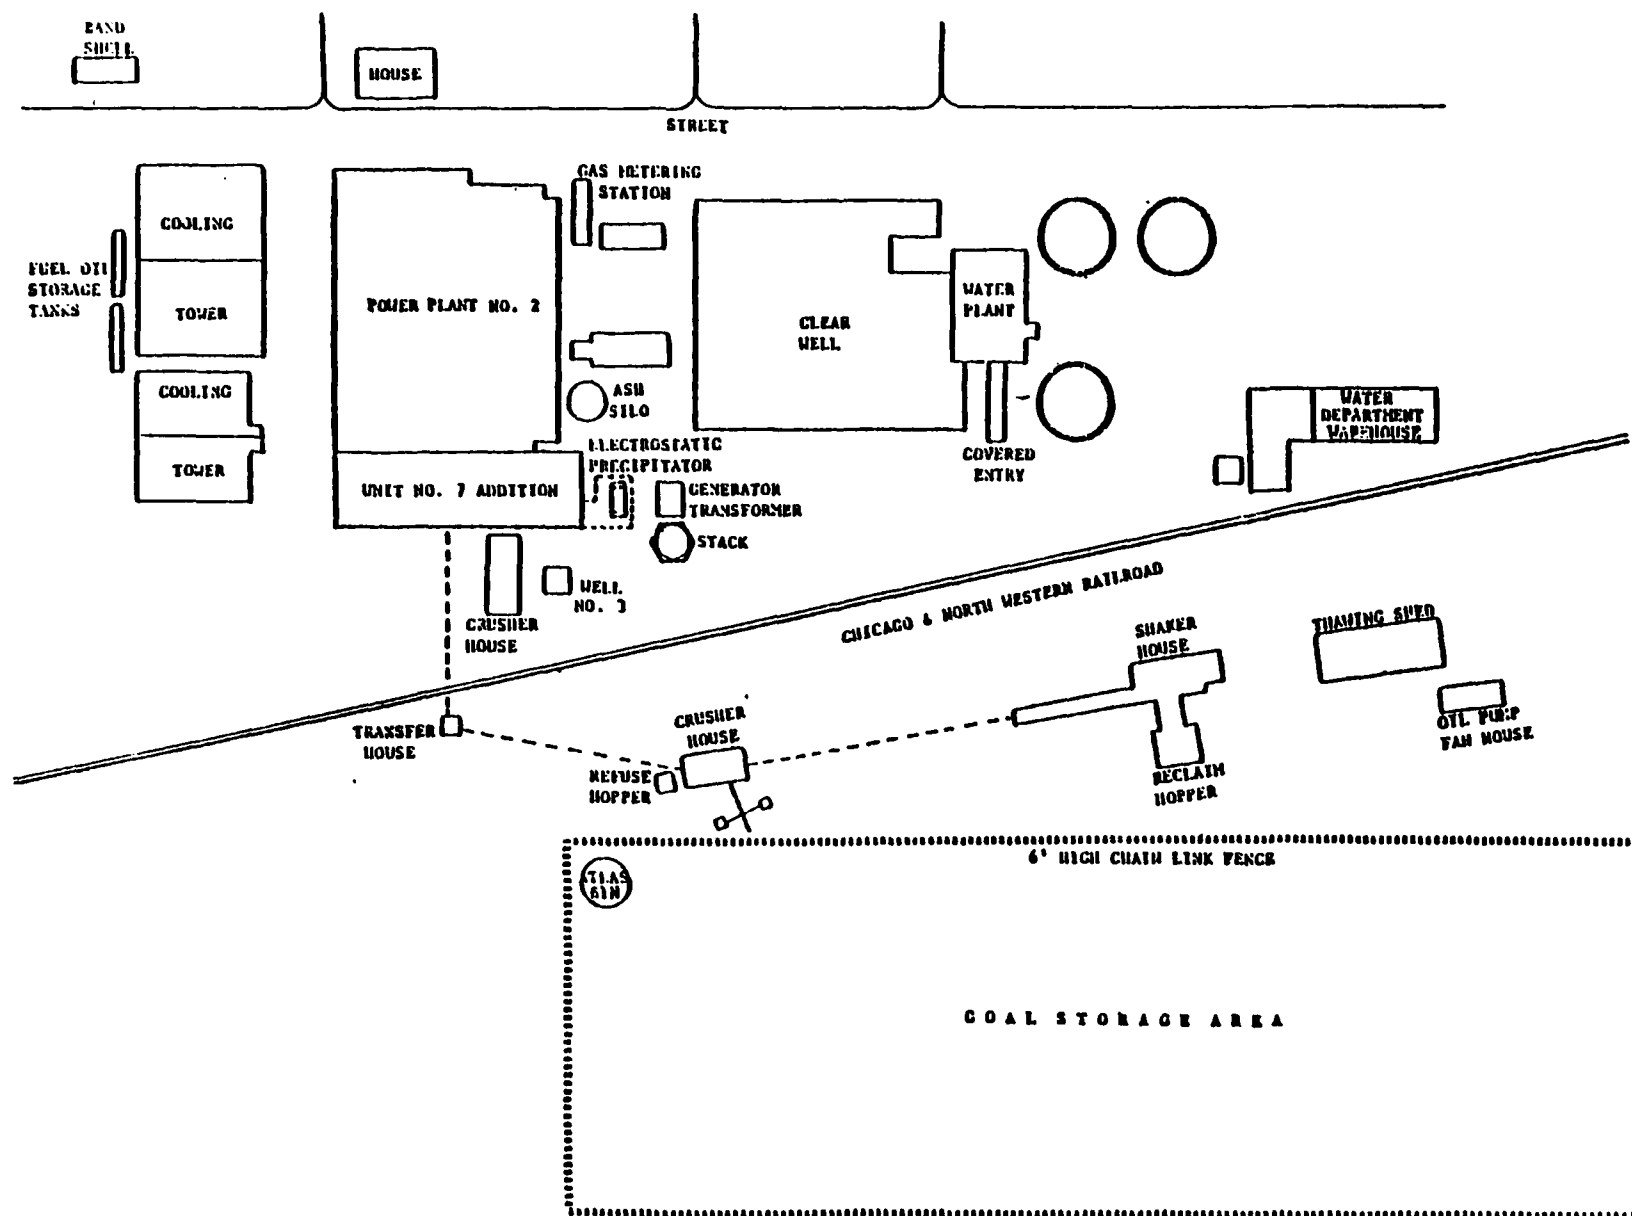 BAND
SHELL
HOUSE
STREET
GAS METERING
STATION
COOLING
TOWER
FUEL OIL
STORAGE
TANKS
POWER PLANT NO. 2
CLEAR
WELL
WATER
PLANT
COOLING
TOWER
ASH
SILO
WATER
DEPARTMENT
WAREHOUSE
ELECTROSTATIC
PRECIPITATOR
COVERED
ENTRY
UNIT NO. 7 ADDITION
GENERATOR
TRANSFORMER
STACK
WELL
NO. 3
CRUSHER
HOUSE
CHICAGO & NORTH WESTERN RAILROAD
SHAKER
HOUSE
THAWING SHED
TRANSFER
HOUSE
CRUSHER
HOUSE
OIL PUMP
FAN HOUSE
REFUSE
HOPPER
RECLAIM
HOPPER
6' HIGH CHAIN LINK FENCE
ATLAS
BIN
COAL STORAGE AREA